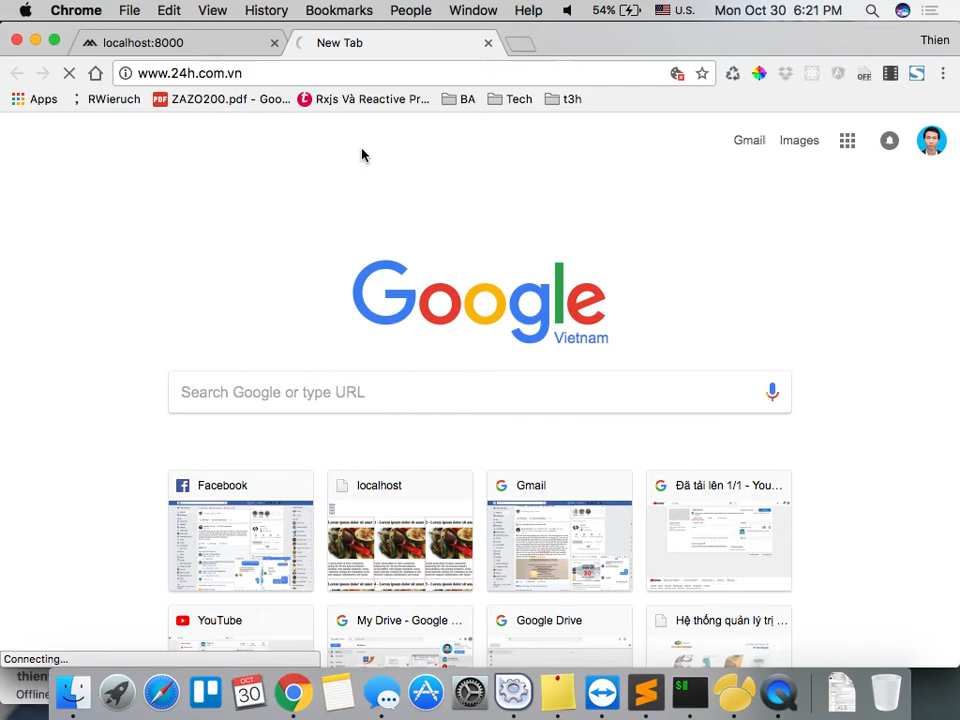 Chrome File Edit View History Bookmarks People Window Help 54% U.S. Mon Oct 30 6:21 PM
localhost:8000 New Tab Thien
www.24h.com.vn OFF
Apps RWieruch ZAZO200.pdf - Goo... Rxjs Và Reactive Pr... BA Tech t3h
Gmail Images
Google
Vietnam
Search Google or type URL
Facebook localhost Gmail Đã tải lên 1/1 - You...
YouTube My Drive - Google ... Google Drive Hệ thống quản lý trị ...
Connecting...
Offline
OCT
30
XLS